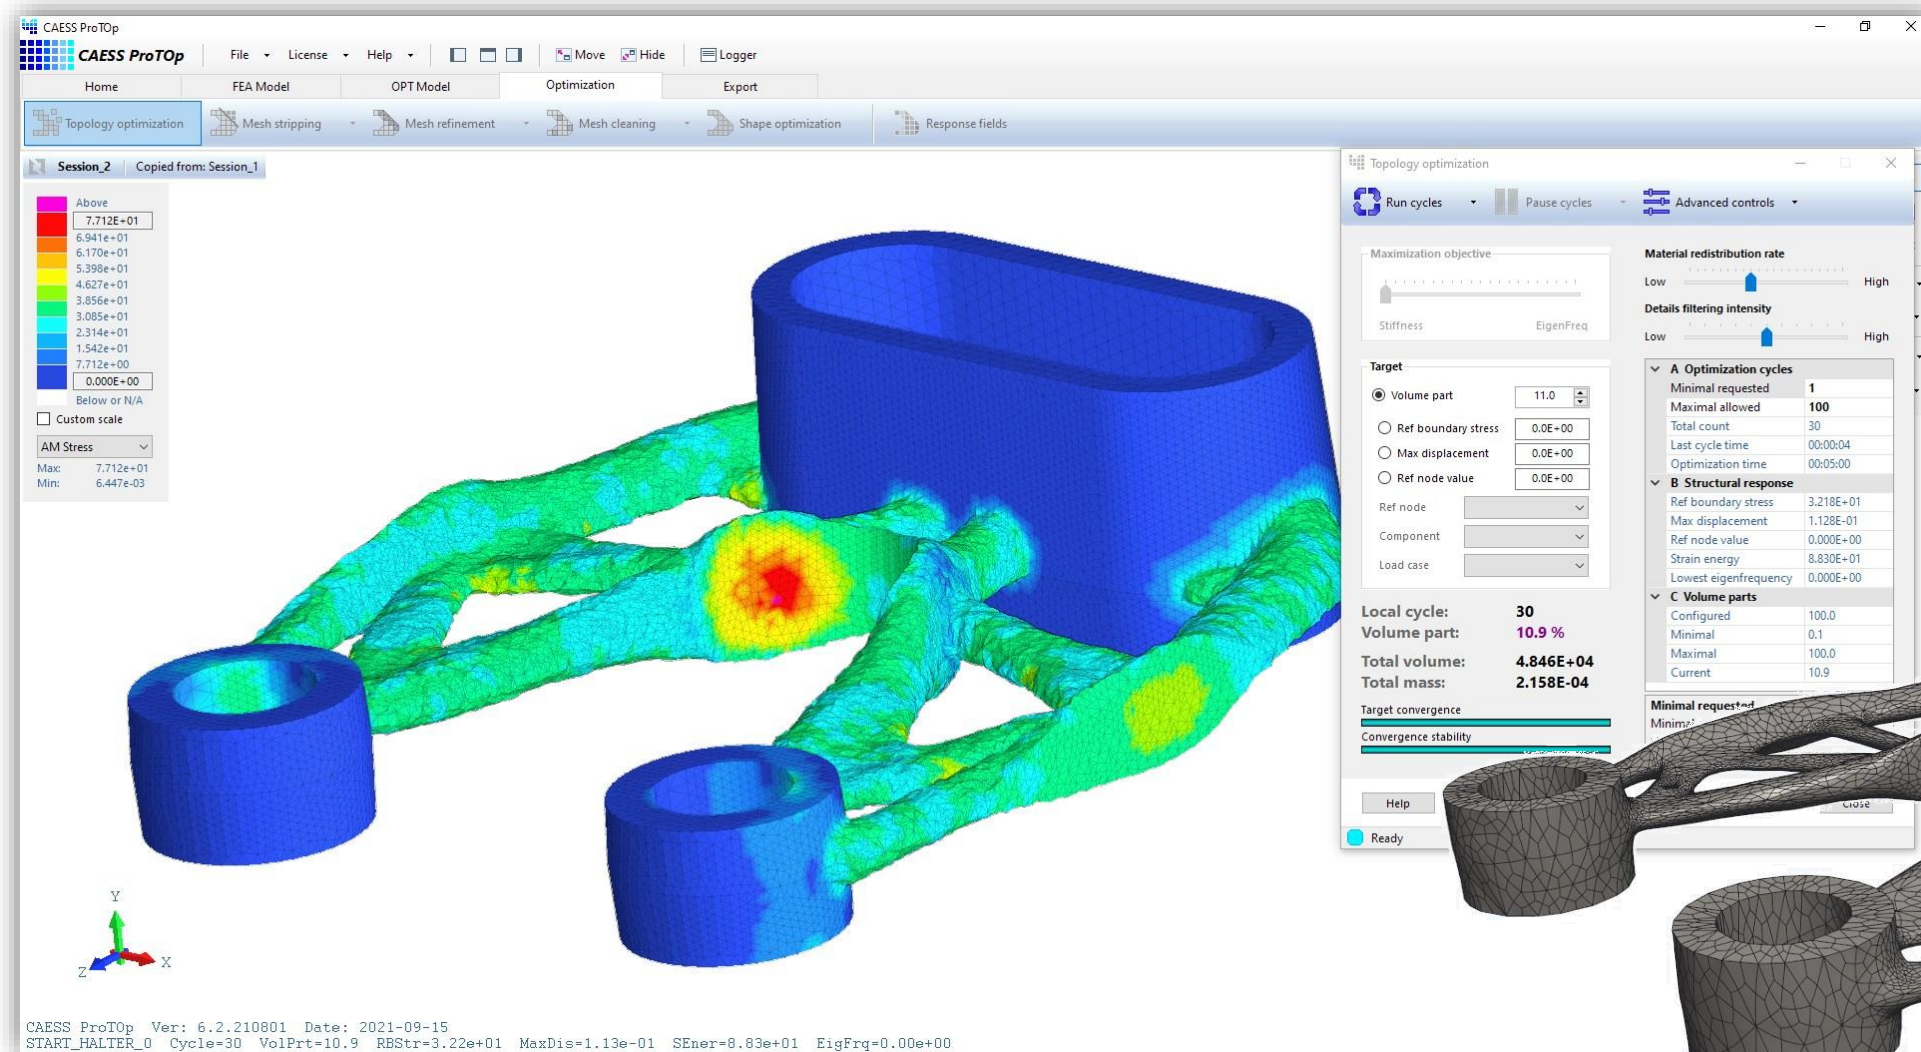 CAESS ProTOp
CAESS ProTOp File License Help Move Hide Logger
Home FEA Model OPT Model Optimization Export
Topology optimization Mesh stripping Mesh refinement Mesh cleaning Shape optimization Response fields
Session_2 Copied from: Session_1
Above
7.712E+01
6.941e+01
6.170e+01
5.398e+01
4.627e+01
3.856e+01
3.085e+01
2.314e+01
1.542e+01
7.712e+00
0.000E+00
Below or N/A
Custom scale
AM Stress
Max: 7.712e+01
Min: 6.447e-03
Y
Z X
CAESS ProTOp Ver: 6.2.210801 Date: 2021-09-15
START_HALTER_0 Cycle=30 VolPrt=10.9 RBStr=3.22e+01 MaxDis=1.13e-01 SEner=8.83e+01 EigFrq=0.00e+00
Topology optimization
Run cycles Pause cycles Advanced controls
Maximization objective
Stiffness EigenFreq
Target
Volume part 11.0
Ref boundary stress 0.0E+00
Max displacement 0.0E+00
Ref node value 0.0E+00
Ref node
Component
Load case
Local cycle: 30
Volume part: 10.9 %
Total volume: 4.846E+04
Total mass: 2.158E-04
Target convergence
Convergence stability
Material redistribution rate
Low High
Details filtering intensity
Low High
A Optimization cycles
Minimal requested 1
Maximal allowed 100
Total count 30
Last cycle time 00:00:04
Optimization time 00:05:00
B Structural response
Ref boundary stress 3.218E+01
Max displacement 1.128E-01
Ref node value 0.000E+00
Strain energy 8.830E+01
Lowest eigenfrequency 0.000E+00
C Volume parts
Configured 100.0
Minimal 0.1
Maximal 100.0
Current 10.9
Minimal requested
Help Close
Ready